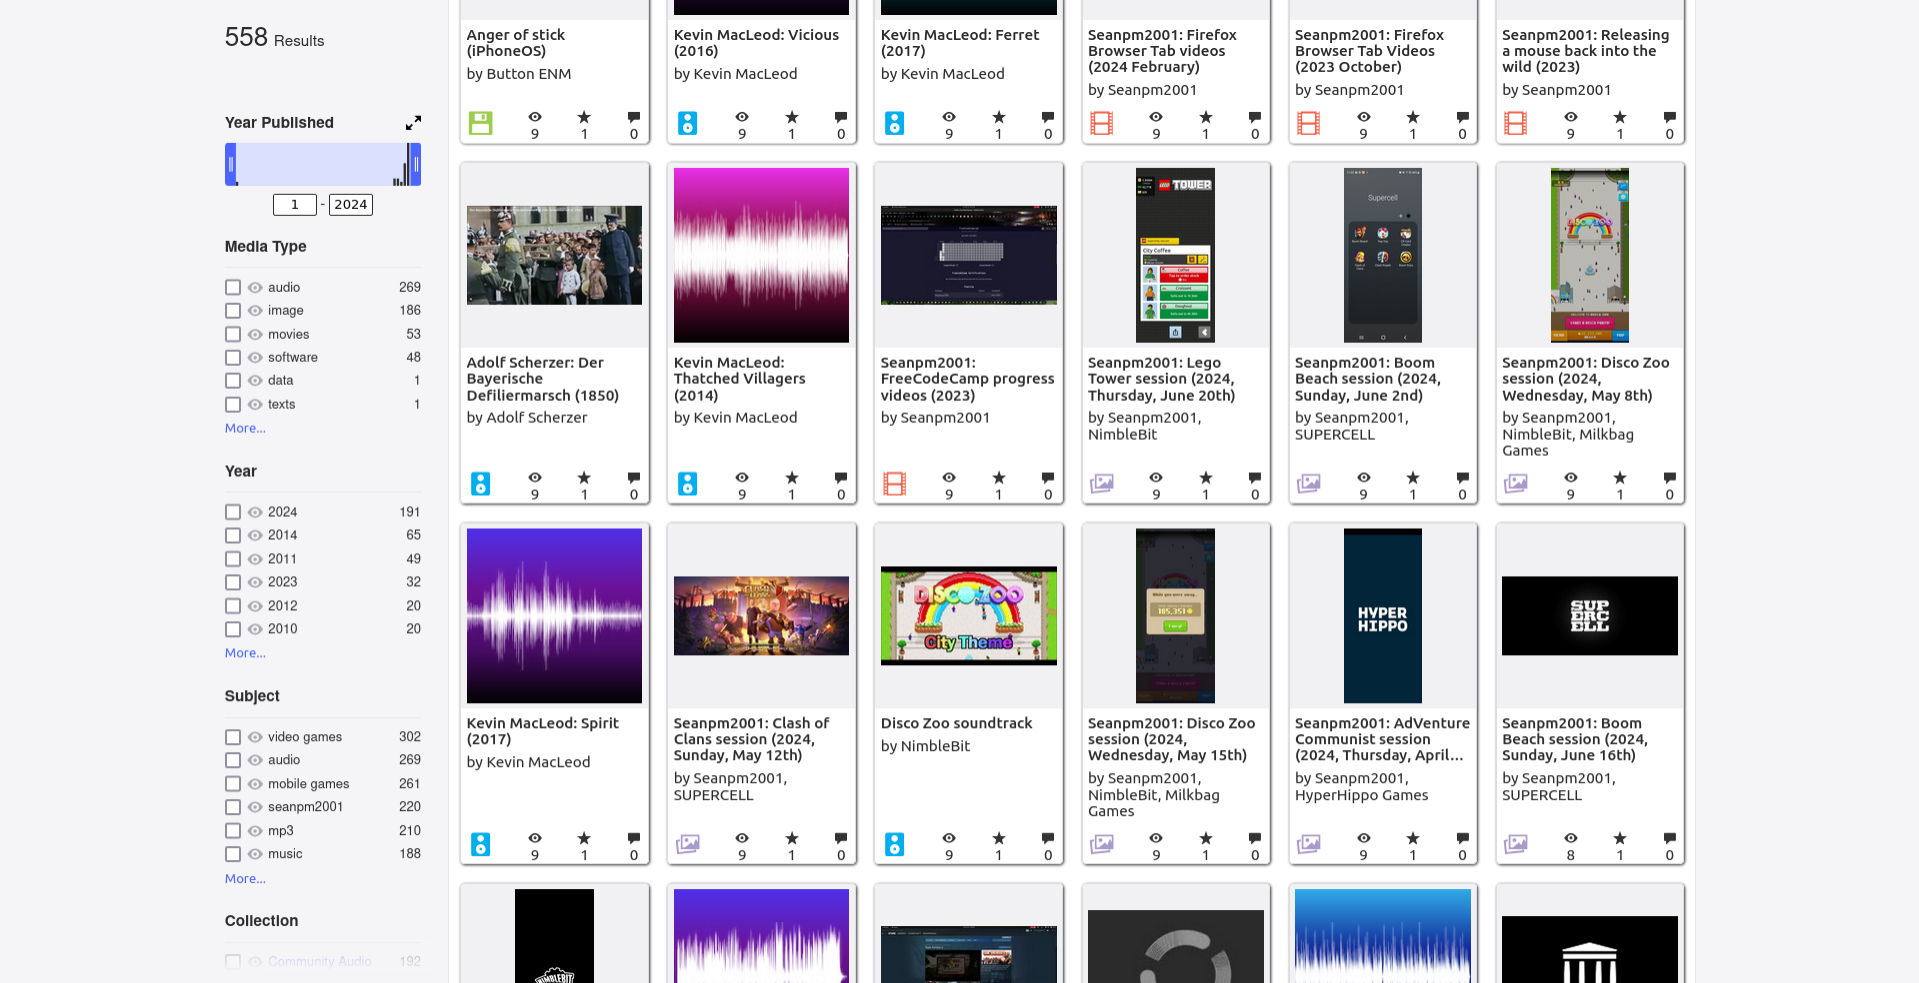 558 Results
Year Published
1 - 2024
Media Type
audio 269
image 186
movies 53
software 48
data 1
texts 1
More...
Year
2024 191
2014 65
2011 49
2023 32
2012 20
2010 20
More...
Subject
video games 302
audio 269
mobile games 261
seanpm2001 220
mp3 210
music 188
More...
Collection
Community Audio 192
Anger of stick
(iPhoneOS)
by Button ENM
9 1 0
Kevin MacLeod: Vicious
(2016)
by Kevin MacLeod
9 1 0
Kevin MacLeod: Ferret
(2017)
by Kevin MacLeod
9 1 0
Seanpm2001: Firefox
Browser Tab videos
(2024 February)
by Seanpm2001
9 1 0
Seanpm2001: Firefox
Browser Tab Videos
(2023 October)
by Seanpm2001
9 1 0
Seanpm2001: Releasing
a mouse back into the
wild (2023)
by Seanpm2001
9 1 0
Adolf Scherzer: Der
Bayerische
Defiliermarsch (1850)
by Adolf Scherzer
9 1 0
Kevin MacLeod:
Thatched Villagers
(2014)
by Kevin MacLeod
9 1 0
Seanpm2001:
FreeCodeCamp progress
videos (2023)
by Seanpm2001
9 1 0
TOWER
City Coffee
Seanpm2001: Lego
Tower session (2024,
Thursday, June 20th)
by Seanpm2001,
NimbleBit
9 1 0
Supercell
Seanpm2001: Boom
Beach session (2024,
Sunday, June 2nd)
by Seanpm2001,
SUPERCELL
9 1 0
Seanpm2001: Disco Zoo
session (2024,
Wednesday, May 8th)
by Seanpm2001,
NimbleBit, Milkbag
Games
9 1 0
Kevin MacLeod: Spirit
(2017)
by Kevin MacLeod
9 1 0
Seanpm2001: Clash of
Clans session (2024,
Sunday, May 12th)
by Seanpm2001,
SUPERCELL
9 1 0
DISCO ZOO
City Theme
Disco Zoo soundtrack
by NimbleBit
9 1 0
While you were away...
185,351
Seanpm2001: Disco Zoo
session (2024,
Wednesday, May 15th)
by Seanpm2001,
NimbleBit, Milkbag
Games
9 1 0
HYPER
HIPPO
Seanpm2001: AdVenture
Communist session
(2024, Thursday, April...
by Seanpm2001,
HyperHippo Games
9 1 0
SUP
ERC
ELL
Seanpm2001: Boom
Beach session (2024,
Sunday, June 16th)
by Seanpm2001,
SUPERCELL
8 1 0
NIMBLEBIT